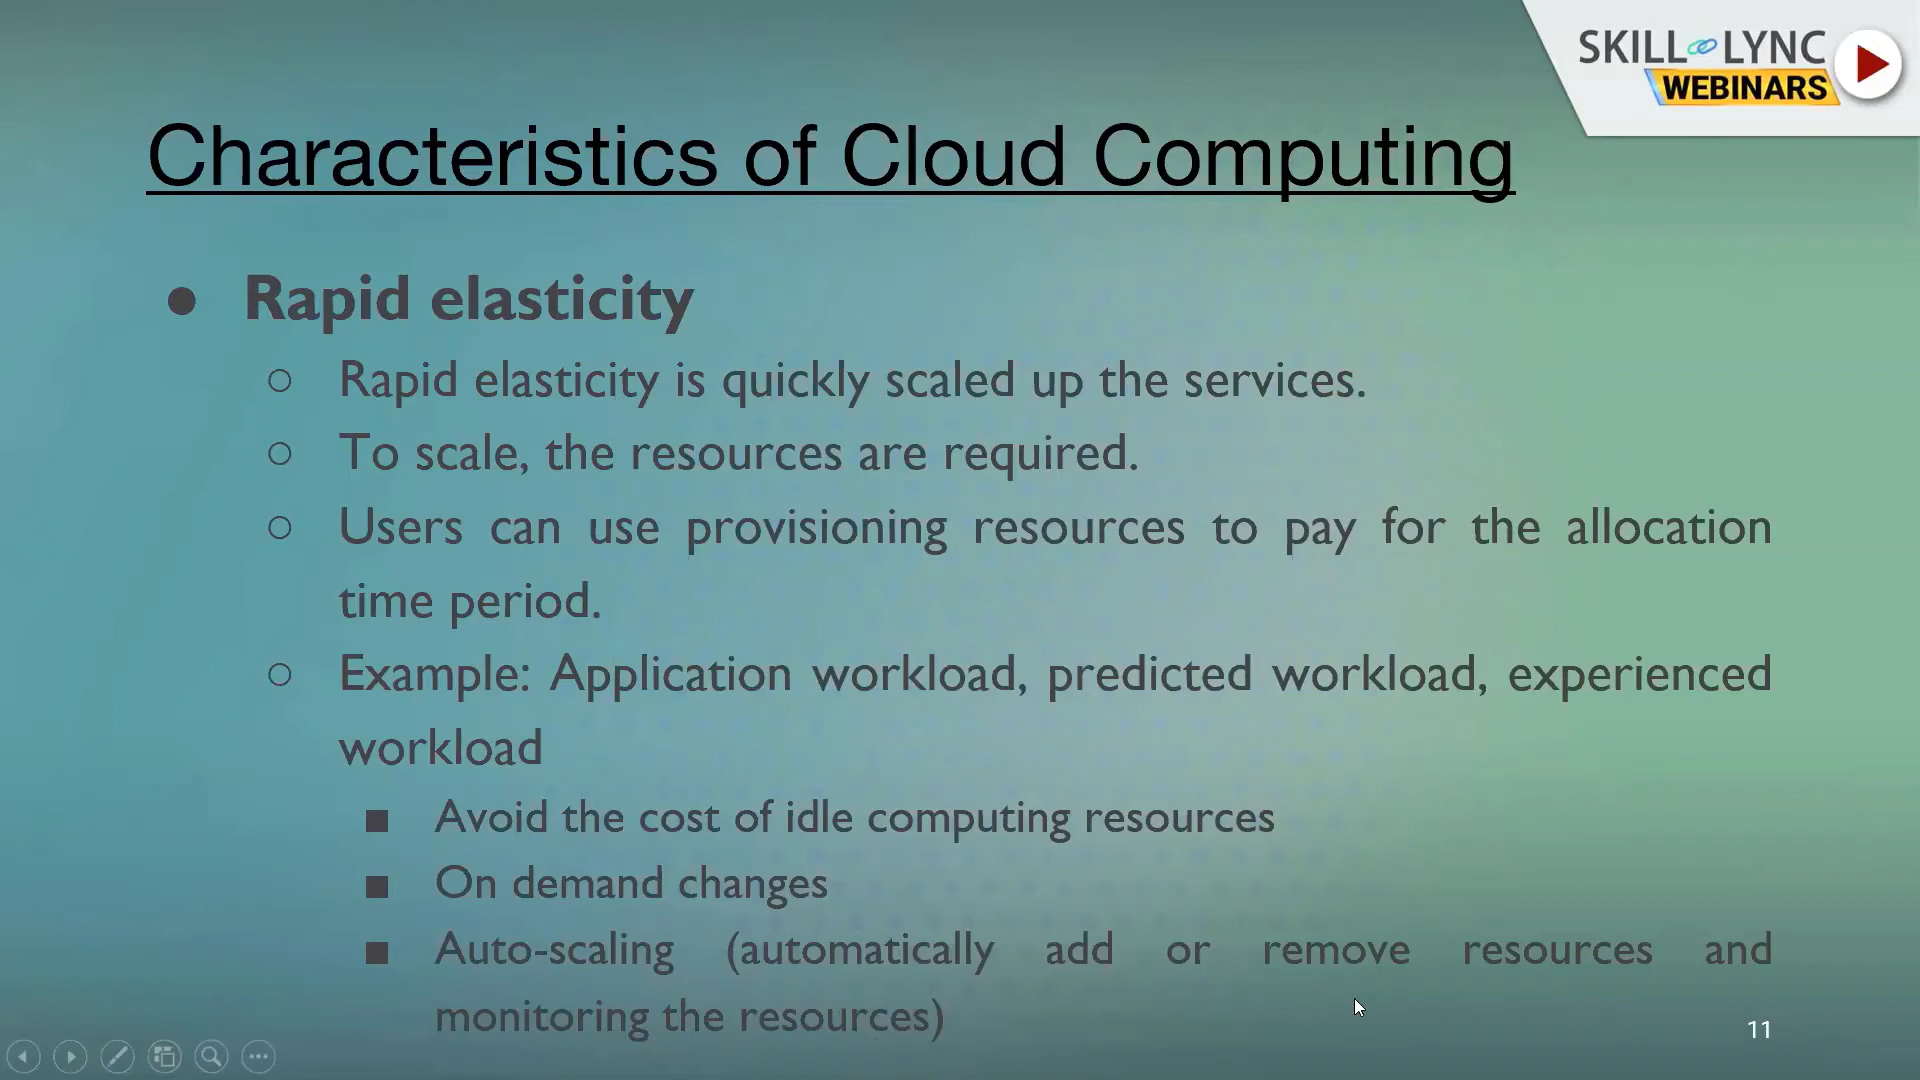 SKILL LYNC
WEBINARS
Characteristics of Cloud Computing
● Rapid elasticity
○ Rapid elasticity is quickly scaled up the services.
○ To scale, the resources are required.
○ Users can use provisioning resources to pay for the allocation
time period.
○ Example: Application workload, predicted workload, experienced
workload
■ Avoid the cost of idle computing resources
■ On demand changes
■ Auto-scaling (automatically add or remove resources and
monitoring the resources)
11